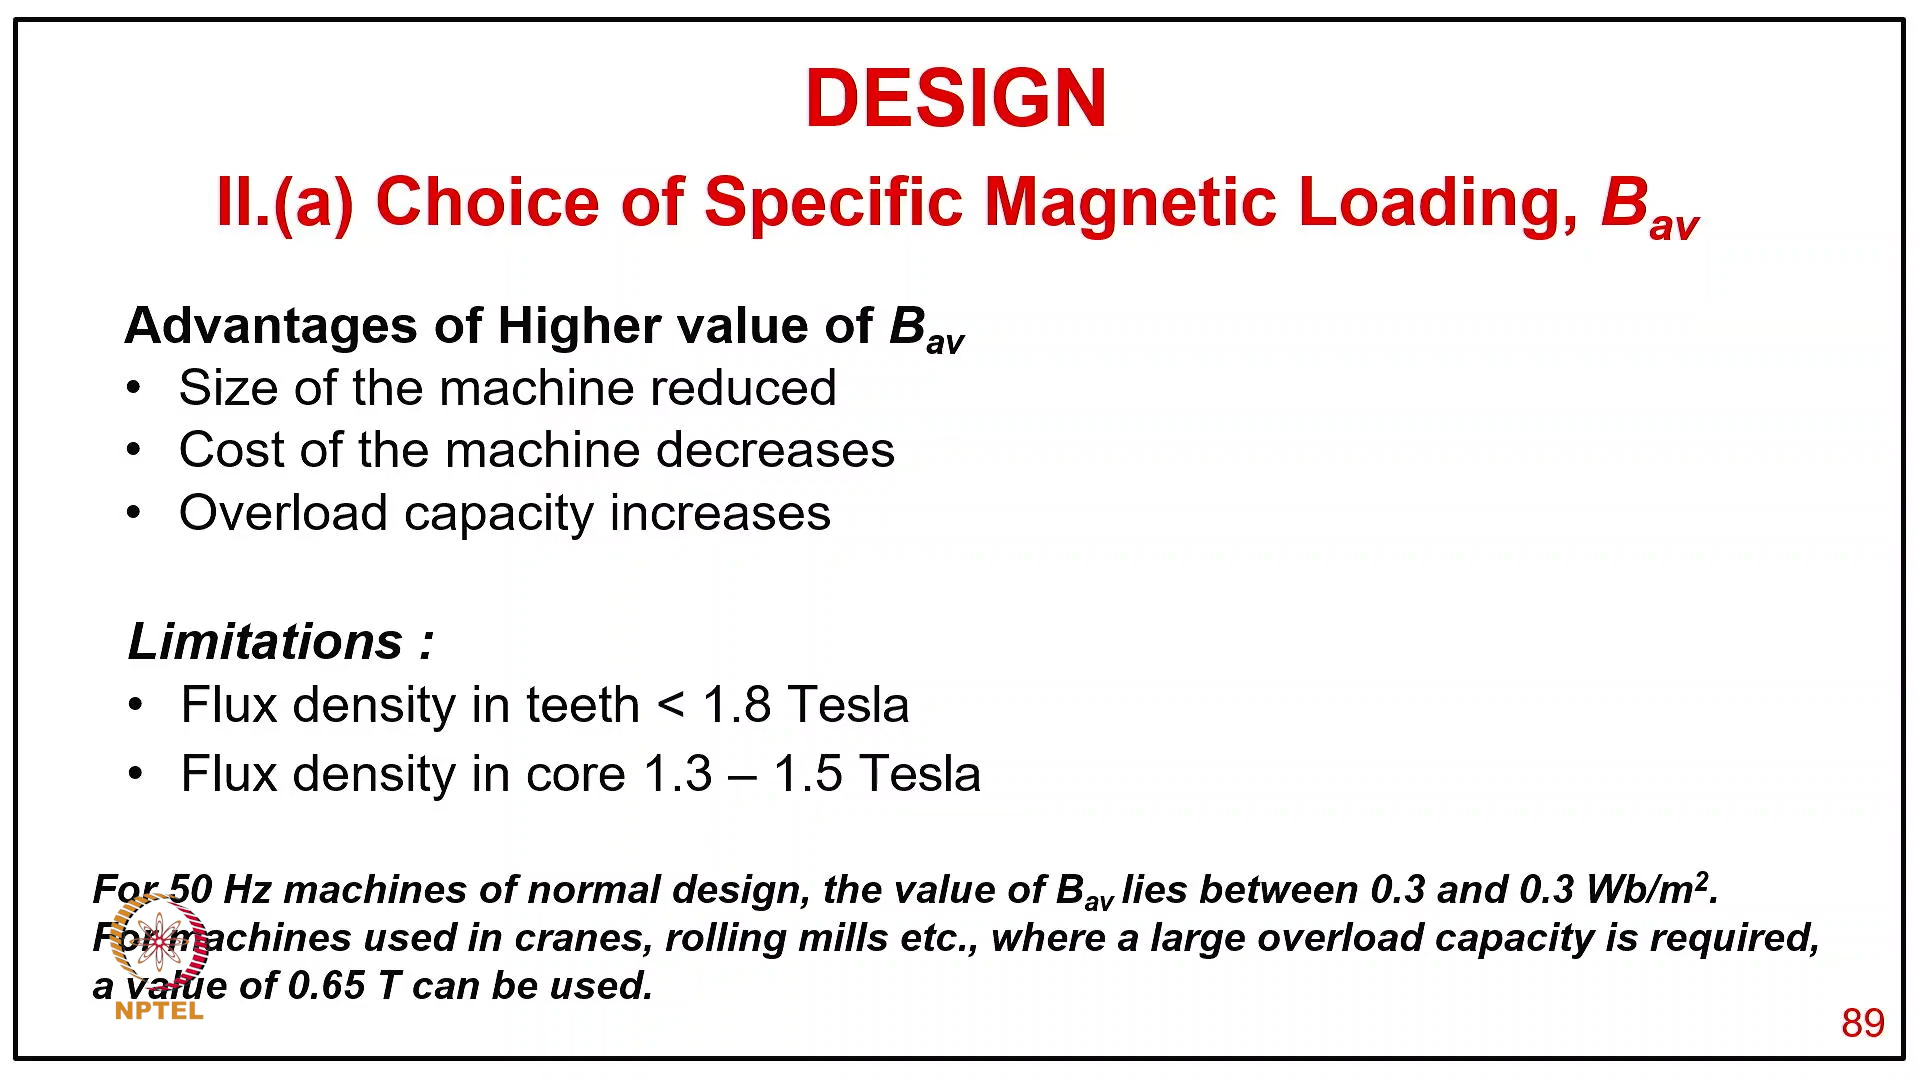 DESIGN
II.(a) Choice of Specific Magnetic Loading, Bav
Advantages of Higher value of Bav
• Size of the machine reduced
• Cost of the machine decreases
• Overload capacity increases
Limitations :
• Flux density in teeth < 1.8 Tesla
• Flux density in core 1.3 – 1.5 Tesla
For 50 Hz machines of normal design, the value of Bav lies between 0.3 and 0.3 Wb/m².
For machines used in cranes, rolling mills etc., where a large overload capacity is required,
a value of 0.65 T can be used.
NPTEL
89